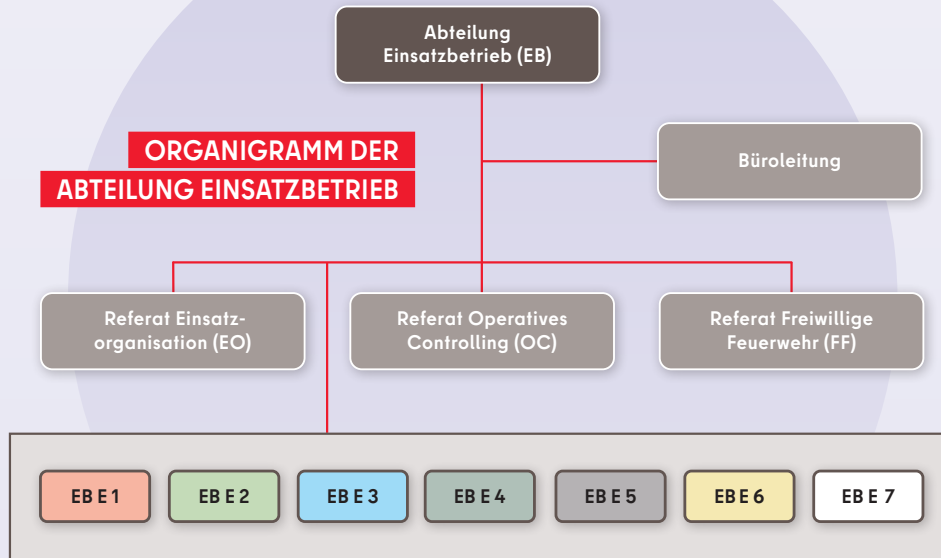 Abteilung
Einsatzbetrieb (EB)
ORGANIGRAMM DER
ABTEILUNG EINSATZBETRIEB
Büroleitung
Referat Einsatz-
organisation (EO)
Referat Operatives
Controlling (OC)
Referat Freiwillige
Feuerwehr (FF)
EB E 1
EB E 2
EB E 3
EB E 4
EB E 5
EB E 6
EB E 7